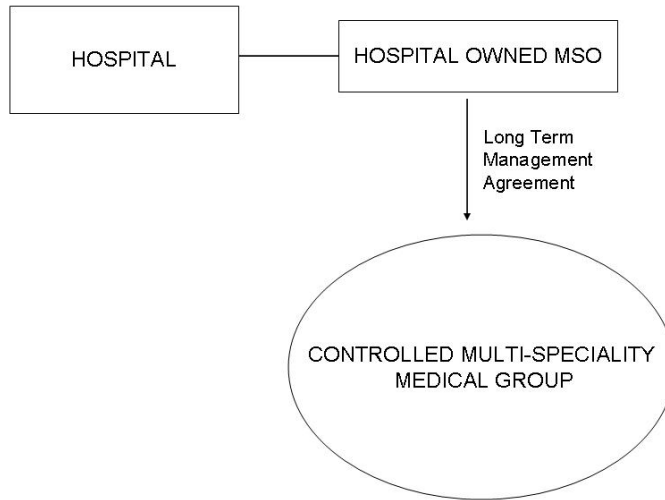 HOSPITAL
HOSPITAL OWNED MSO
Long Term
Management
Agreement
CONTROLLED MULTI-SPECIALITY
MEDICAL GROUP